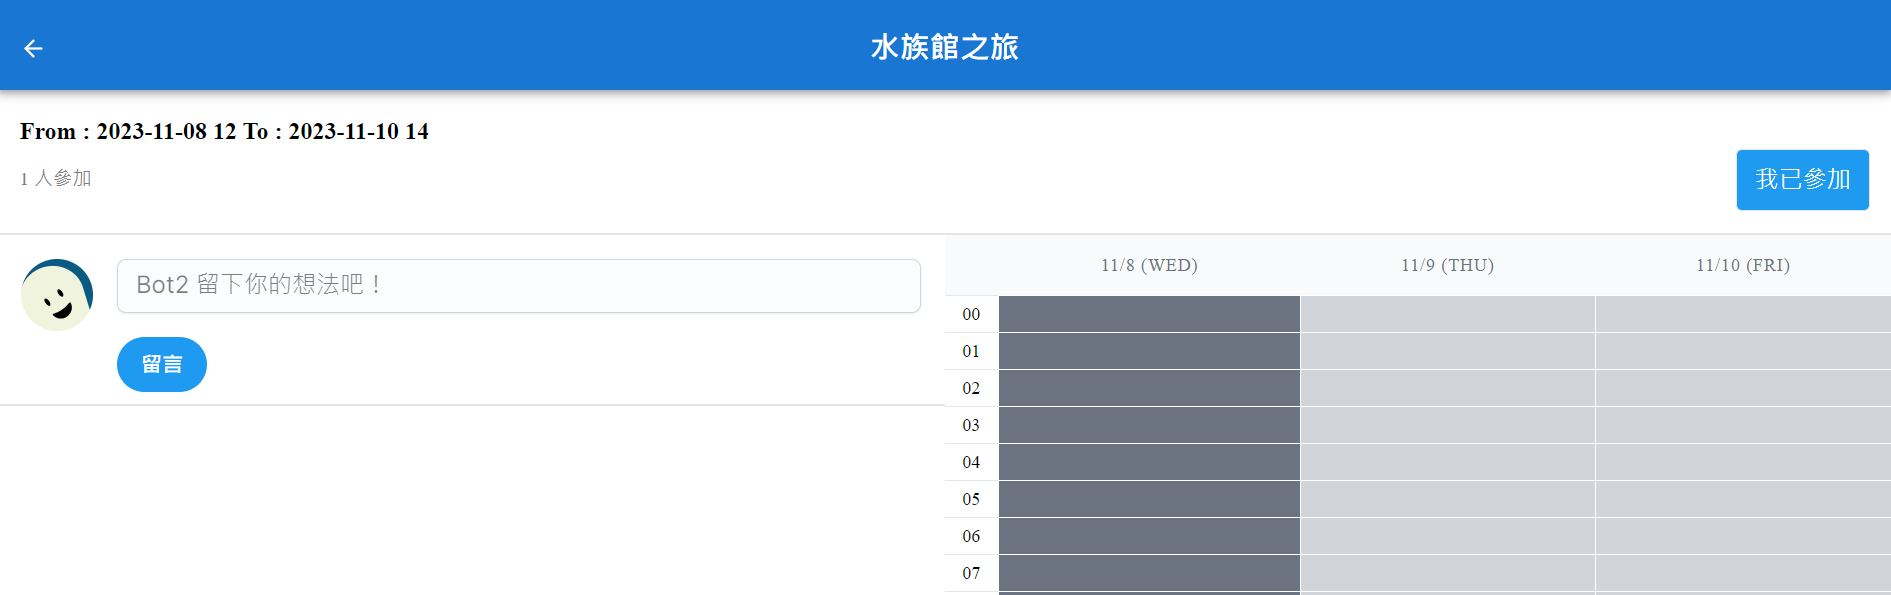 水族館之旅
From : 2023-11-08 12 To : 2023-11-10 14
1 人參加
我已參加
Bot2 留下你的想法吧！
留言
11/8 (WED) 11/9 (THU) 11/10 (FRI)
00
01
02
03
04
05
06
07